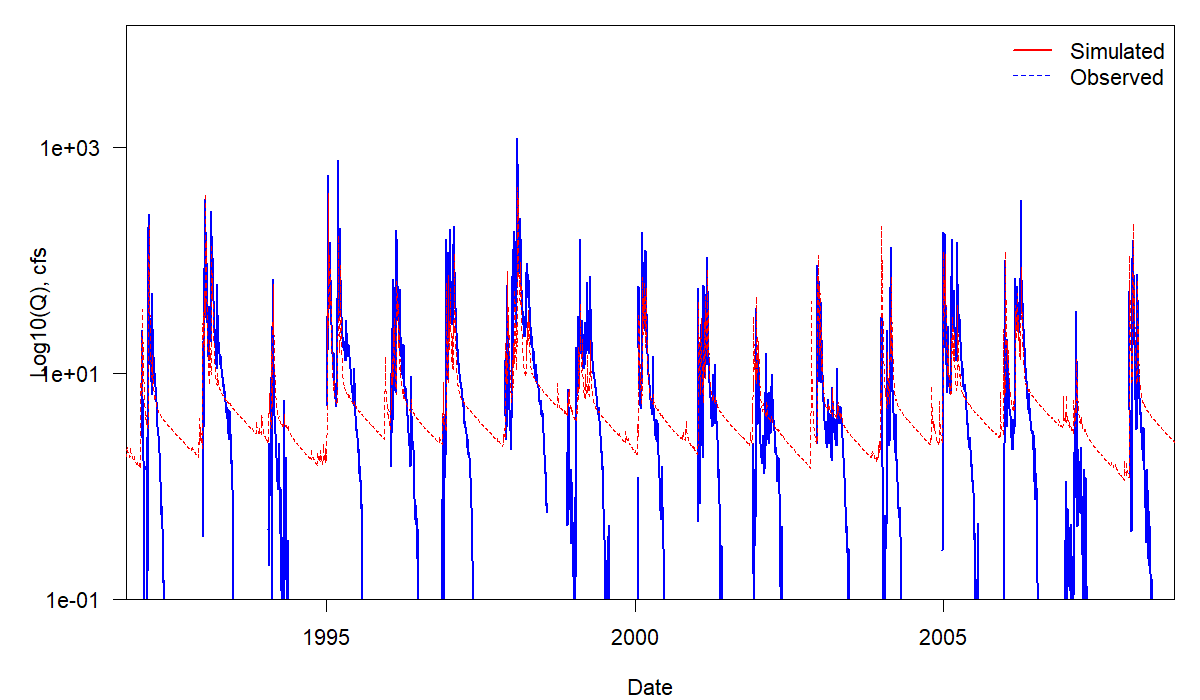 Simulated
Observed
Log10(Q), cfs
1e+03
1e+01
1e-01
1995
2000
2005
Date